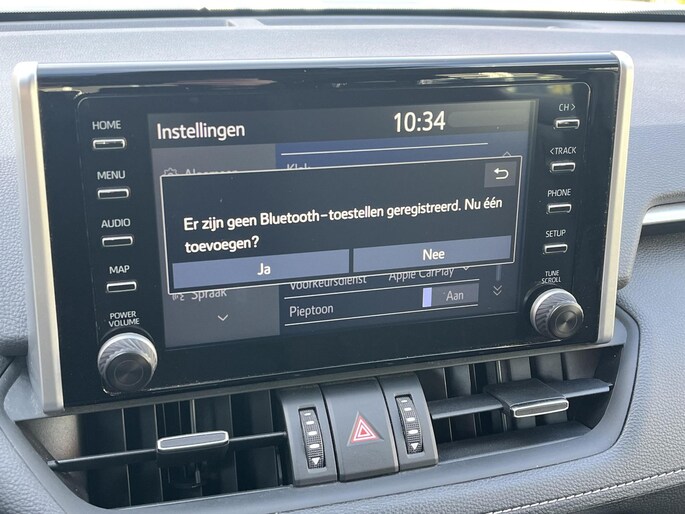 HOME
MENU
AUDIO
MAP
POWER
VOLUME
Instellingen
10:34
Er zijn geen Bluetooth-toestellen geregistreerd. Nu één
toevoegen?
Ja
Nee
Voorkeursdienst Apple CarPlay
Spraak
Pieptoon
Aan
CH >
<TRACK
PHONE
SETUP
TUNE
SCROLL